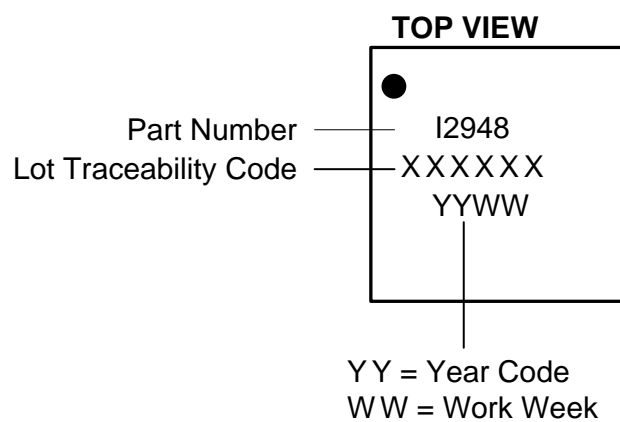 TOP VIEW
Part Number
I2948
Lot Traceability Code
XXXXXX
YYWW
YY = Year Code
WW = Work Week